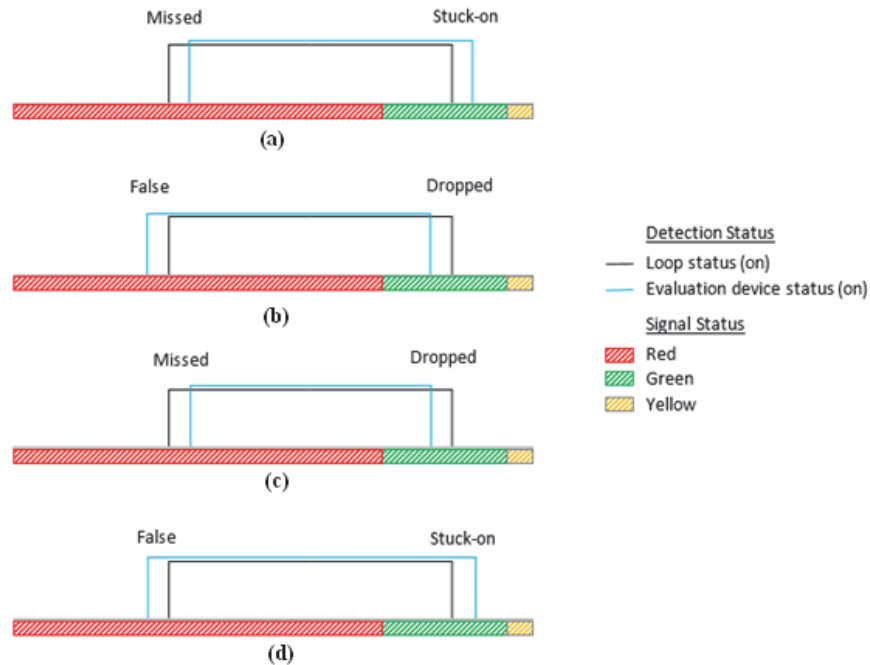 Missed Stuck-on
(a)
False Dropped
(b)
Missed Dropped
(c)
False Stuck-on
(d)
Detection Status
Loop status (on)
Evaluation device status (on)
Signal Status
Red
Green
Yellow